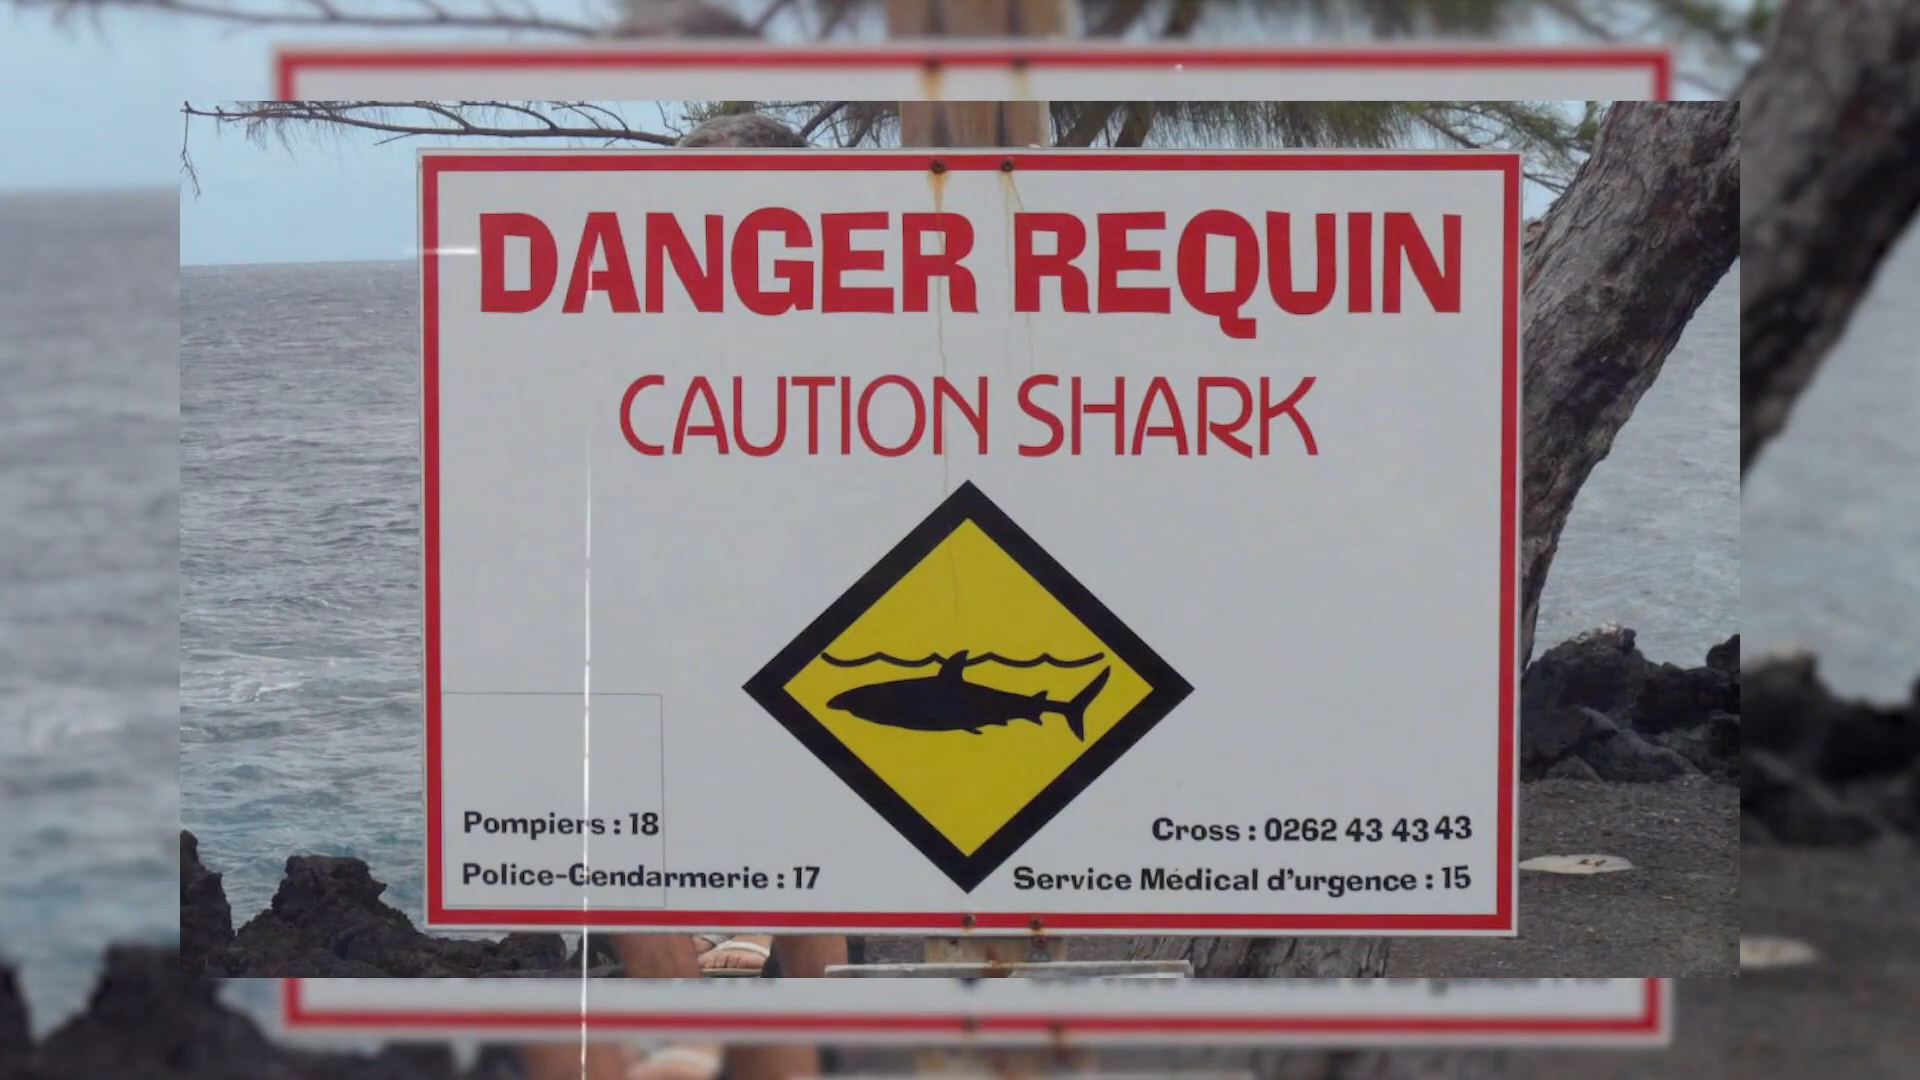 DANGER REQUIN
CAUTION SHARK
Pompiers : 18
Police-Gendarmerie : 17
Cross : 0262 43 43 43
Service Médical d'urgence : 15